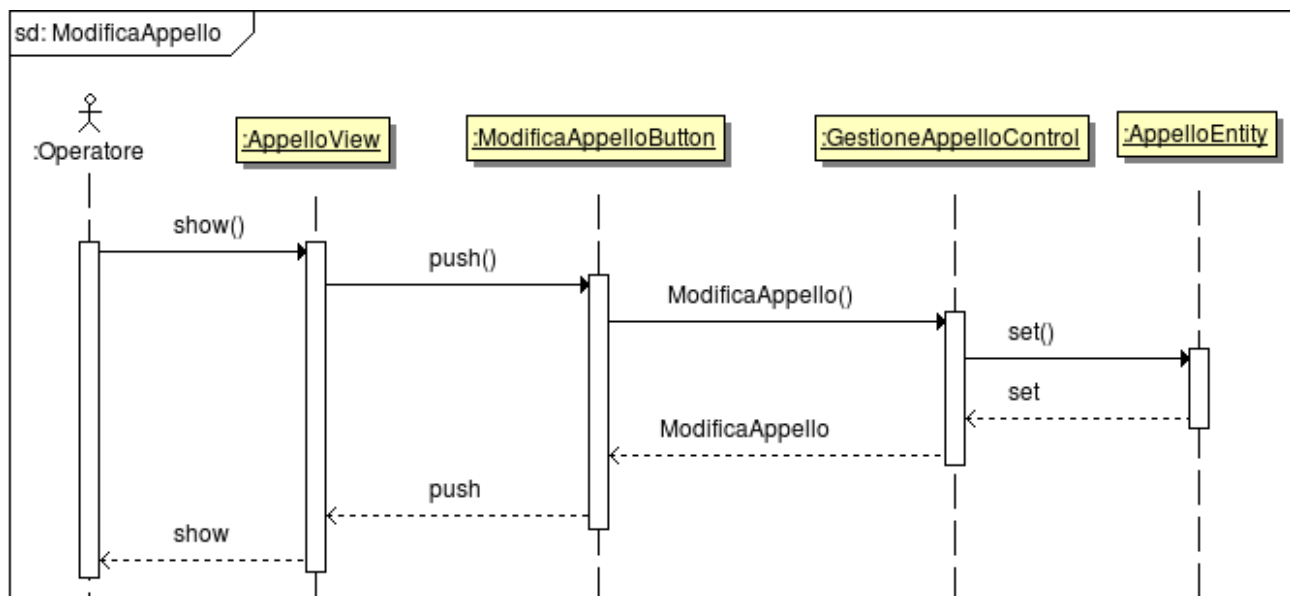 sd: ModificaAppello
:Operatore
:AppelloView
:ModificaAppelloButton
:GestioneAppelloControl
:AppelloEntity
show()
push()
ModificaAppello()
set()
set
ModificaAppello
push
show